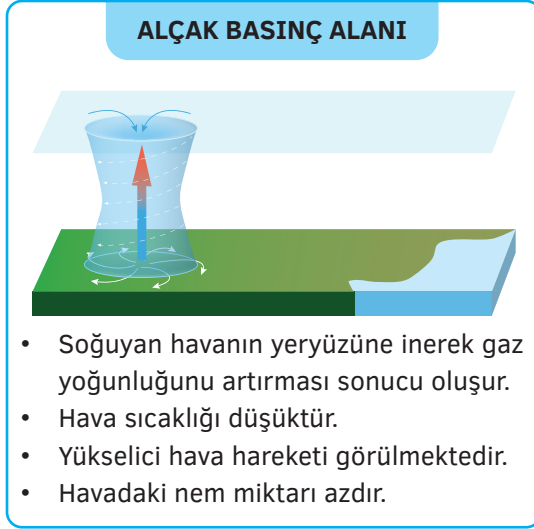 ALÇAK BASINÇ ALANI
• Soğuyan havanın yeryüzüne inerek gaz
yoğunluğunu artırması sonucu oluşur.
• Hava sıcaklığı düşüktür.
• Yükselici hava hareketi görülmektedir.
• Havadaki nem miktarı azdır.